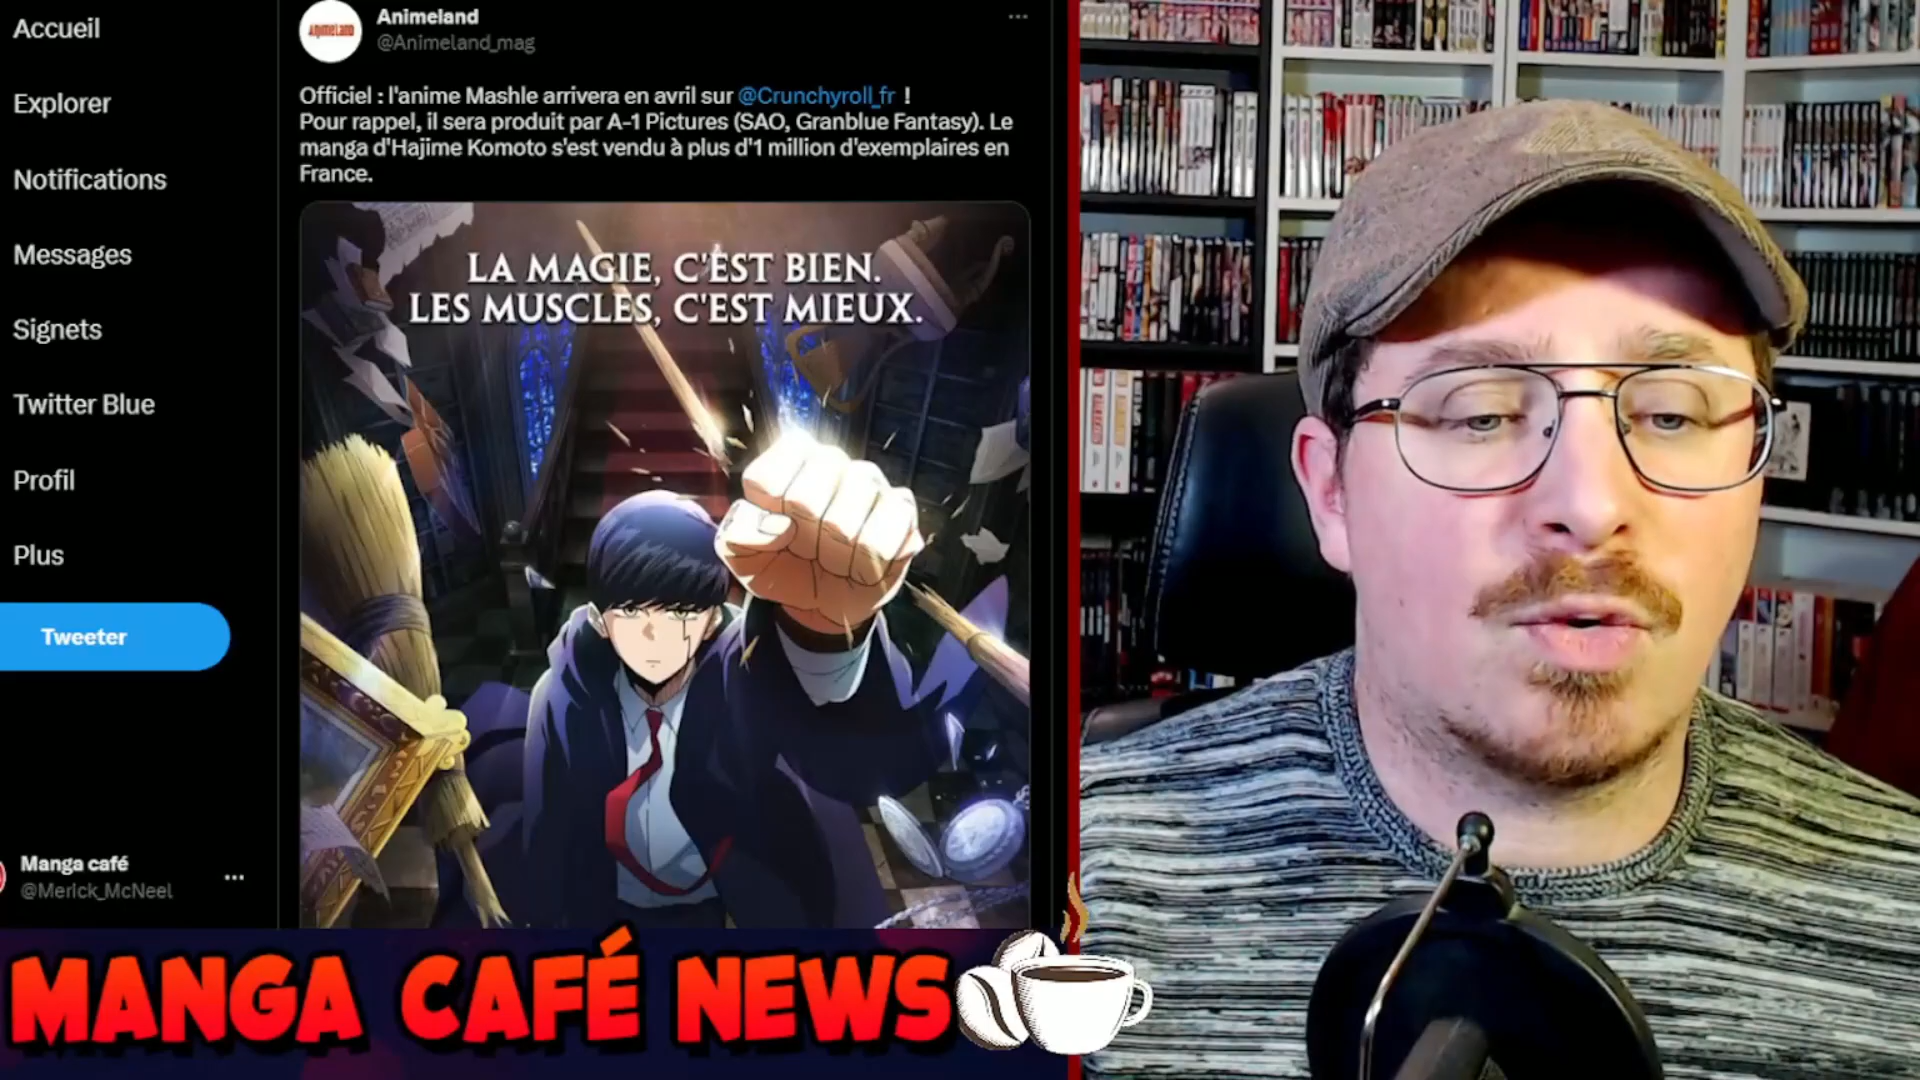 Accueil
Explorer
Notifications
Messages
Signets
Twitter Blue
Profil
Plus
Tweeter
Manga café
@Merick_McNeel
AnimeLand
Animeland
@Animeland_mag
Officiel : l'anime Mashle arrivera en avril sur @Crunchyroll_fr !
Pour rappel, il sera produit par A-1 Pictures (SAO, Granblue Fantasy). Le
manga d'Hajime Komoto s'est vendu à plus d'1 million d'exemplaires en
France.
LA MAGIE, C'EST BIEN.
LES MUSCLES, C'EST MIEUX.
MANGA CAFÉ NEWS